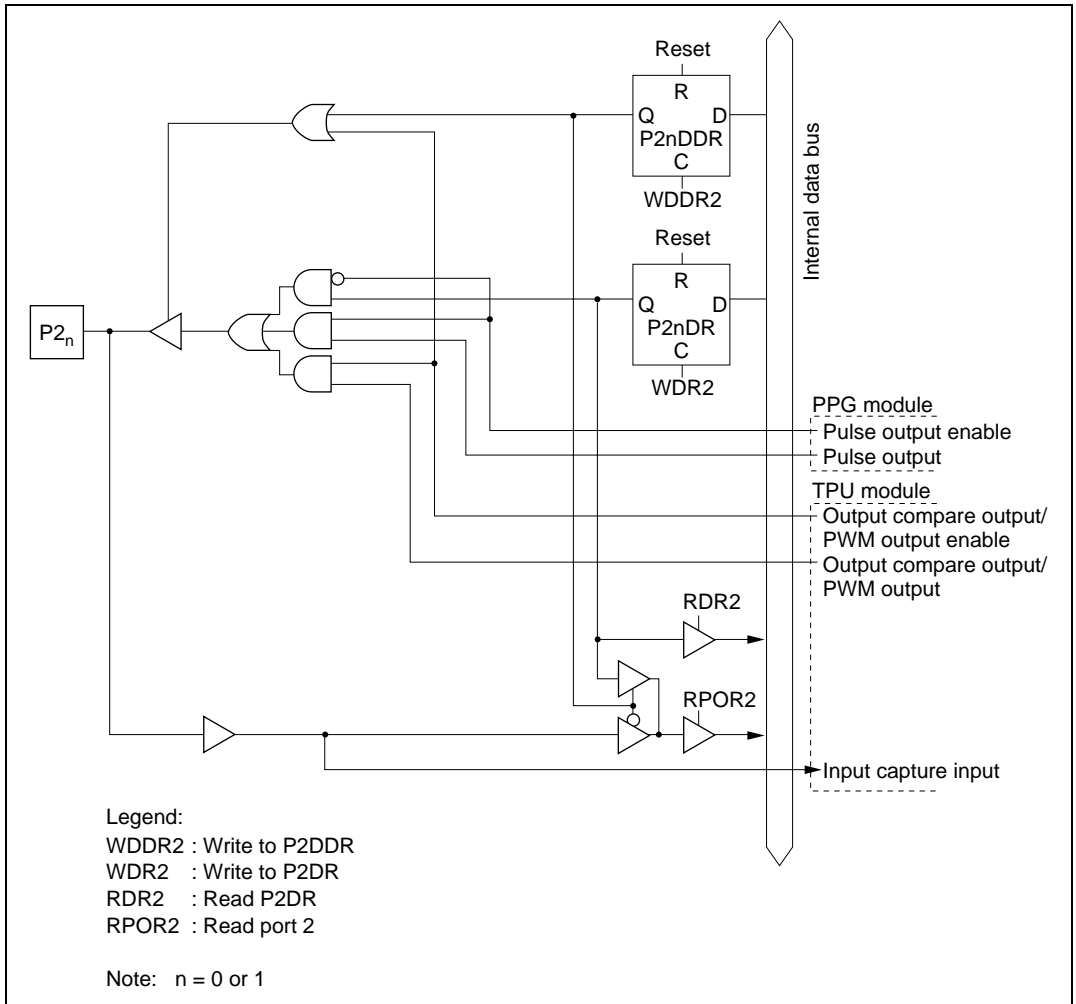 Reset
R
Q D
P2nDDR
C
WDDR2
Reset
R
Q D
P2nDR
C
WDR2
Internal data bus
P2n
PPG module
Pulse output enable
Pulse output
TPU module
Output compare output/
PWM output enable
Output compare output/
PWM output
RDR2
RPOR2
Input capture input
Legend:
WDDR2 : Write to P2DDR
WDR2 : Write to P2DR
RDR2 : Read P2DR
RPOR2 : Read port 2
Note: n = 0 or 1